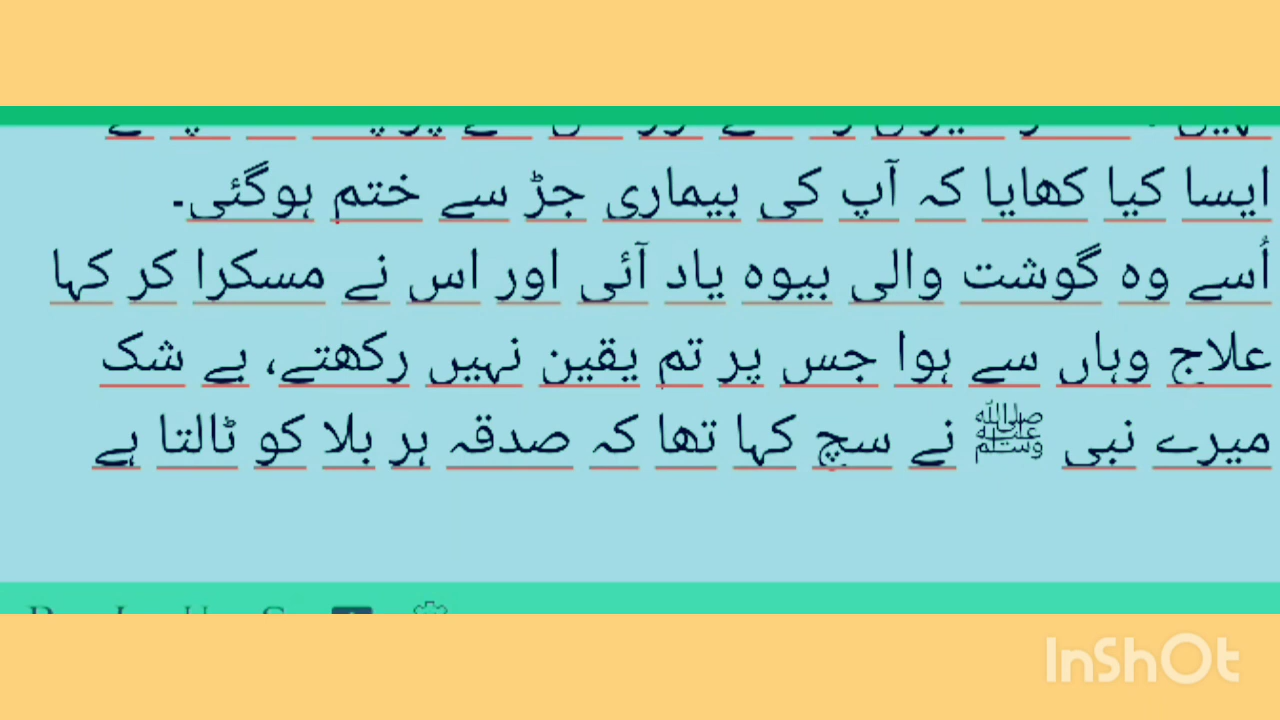 ایسا کیا کھایا کہ آپ کی بیماری جڑ سے ختم ہوگئی۔
اُسے وہ گوشت والی بیوہ یاد آئی اور اس نے مسکرا کر کہا
علاج وہاں سے ہوا جس پر تم یقین نہیں رکھتے، بے شک
میرے نبی ﷺ نے سچ کہا تھا کہ صدقہ ہر بلا کو ٹالتا ہے
InShOt